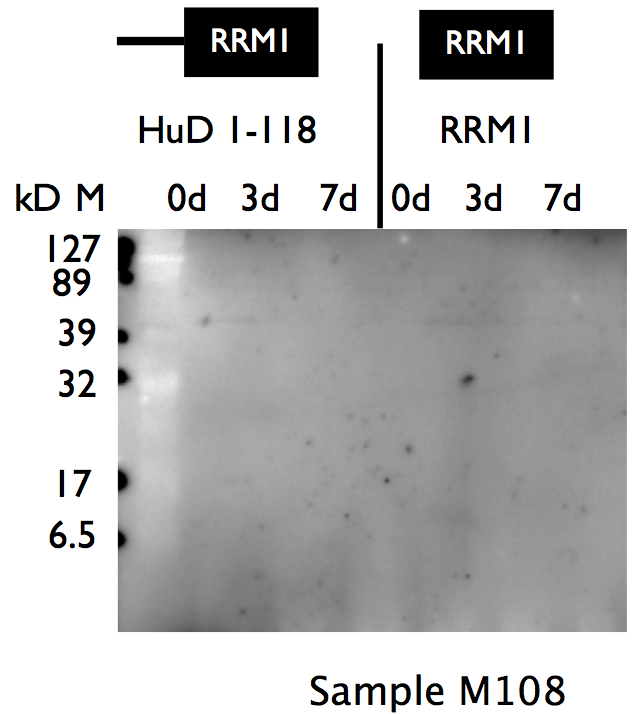 RRM1 RRM1
HuD 1-118 RRM1
kD M 0d 3d 7d 0d 3d 7d
127
89
39
32
17
6.5
Sample M108